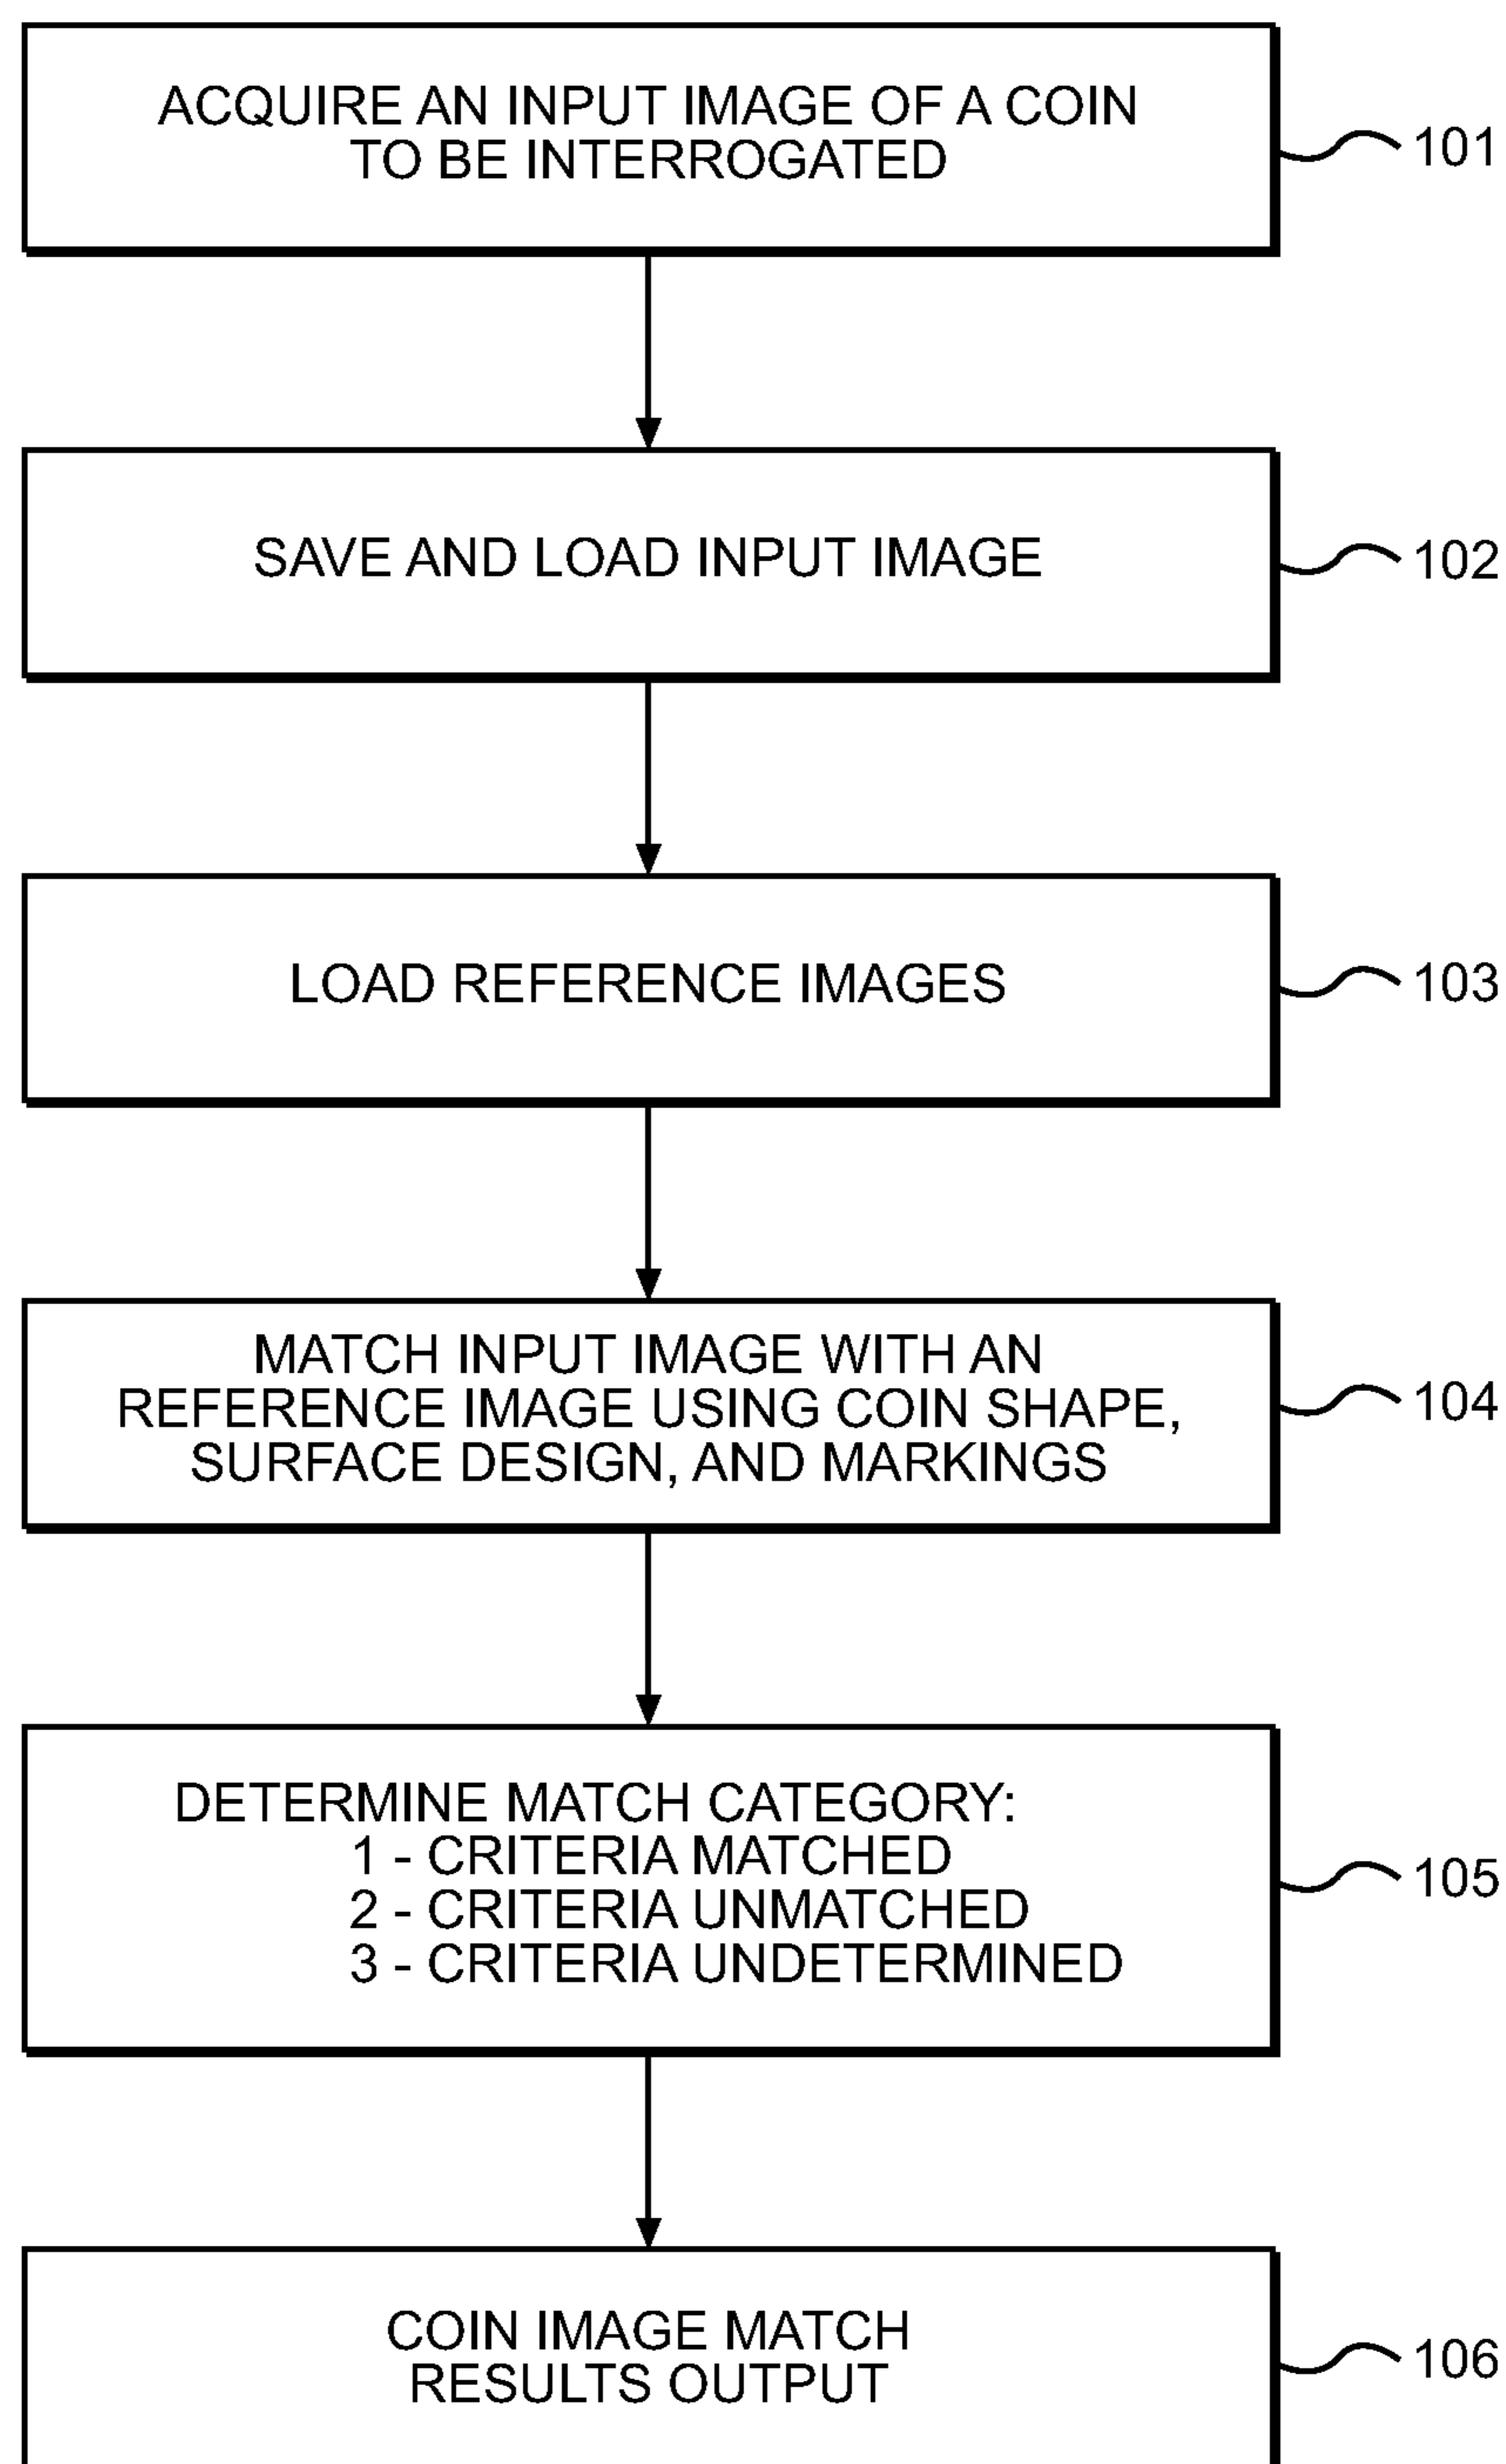 ACQUIRE AN INPUT IMAGE OF A COIN
TO BE INTERROGATED
101
SAVE AND LOAD INPUT IMAGE
102
LOAD REFERENCE IMAGES
103
MATCH INPUT IMAGE WITH AN
REFERENCE IMAGE USING COIN SHAPE,
SURFACE DESIGN, AND MARKINGS
104
DETERMINE MATCH CATEGORY:
1 - CRITERIA MATCHED
2 - CRITERIA UNMATCHED
3 - CRITERIA UNDETERMINED
105
COIN IMAGE MATCH
RESULTS OUTPUT
106